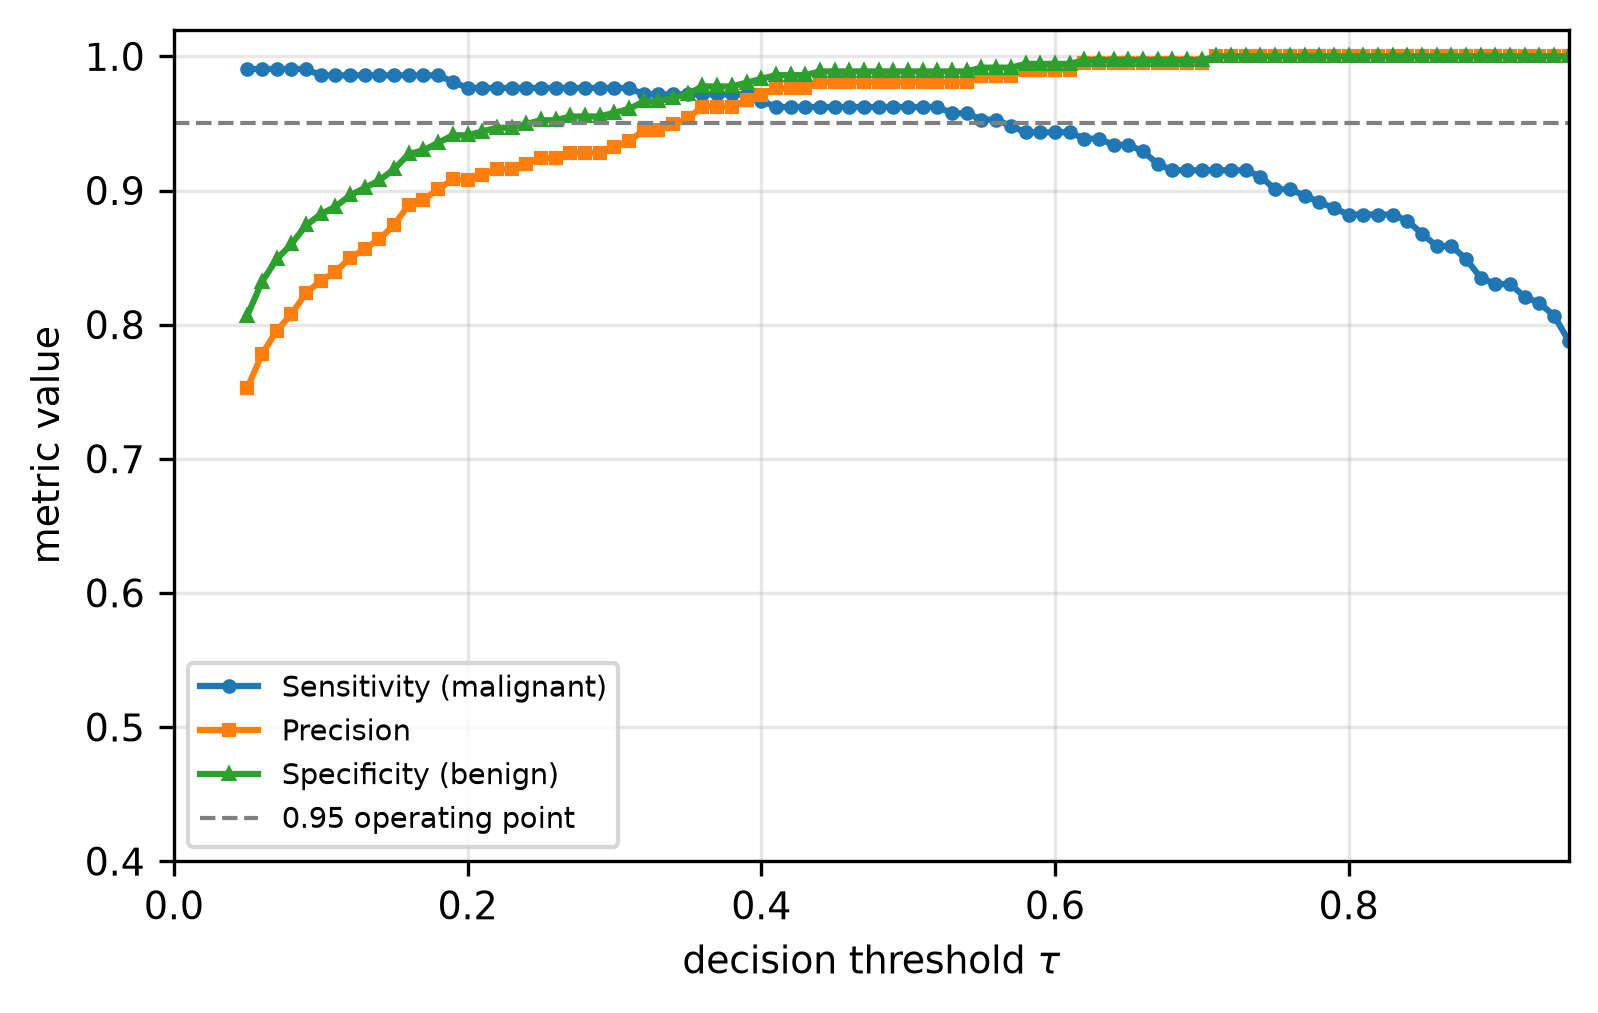 1.0
0.9
0.8
0.7
0.6
0.5
0.4
metric value
Sensitivity (malignant)
Precision
Specificity (benign)
0.95 operating point
0.0 0.2 0.4 0.6 0.8
decision threshold τ